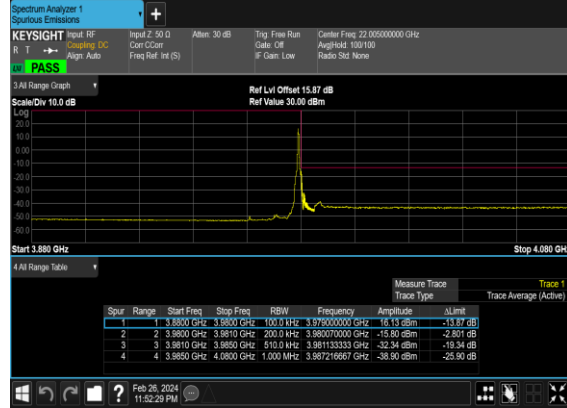 Spectrum Analyzer 1
Spurious Emissions
KEYSIGHT Input: RF Input Z: 50 Ω Atten: 30 dB Trig: Free Run Center Freq: 22.005000000 GHz
R T Coupling: DC Corr CCorr Gate: Off Avg|Hold: 100/100
Align: Auto Freq Ref: Int (S) IF Gain: Low Radio Std: None
PASS
3 All Range Graph Ref Lvl Offset 15.87 dB
Scale/Div 10.0 dB Ref Value 30.00 dBm
Log
20.0
10.0
0.00
-10.0
-20.0
-30.0
-40.0
-50.0
-60.0
Start 3.880 GHz Stop 4.080 GHz
4 All Range Table
Measure Trace Trace 1
Trace Type Trace Average (Active)
Spur Range Start Freq Stop Freq RBW Frequency Amplitude ΔLimit
1 1 3.8800 GHz 3.9800 GHz 100.0 kHz 3.979000000 GHz 16.13 dBm -13.87 dB
2 2 3.9800 GHz 3.9810 GHz 200.0 kHz 3.980070000 GHz -15.80 dBm -2.801 dB
3 3 3.9810 GHz 3.9850 GHz 510.0 kHz 3.981133333 GHz -32.34 dBm -19.34 dB
4 4 3.9850 GHz 4.0800 GHz 1.000 MHz 3.987216667 GHz -38.90 dBm -25.90 dB
Feb 26, 2024
11:52:29 PM